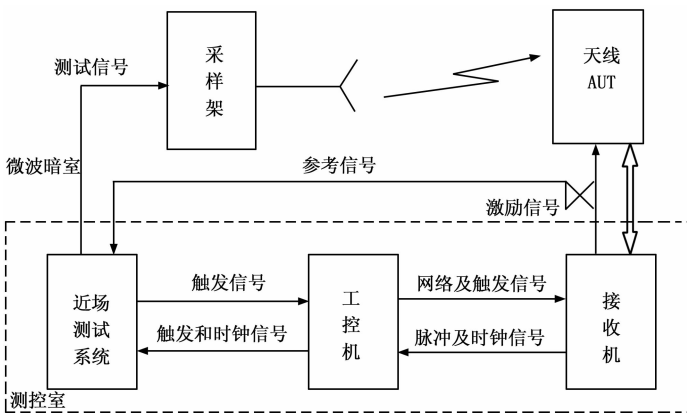 测试信号
采
样
架
天线
AUT
微波暗室
参考信号
激励信号
近场
测试
系统
触发信号
触发和时钟信号
工
控
机
网络及触发信号
脉冲及时钟信号
接
收
机
测控室